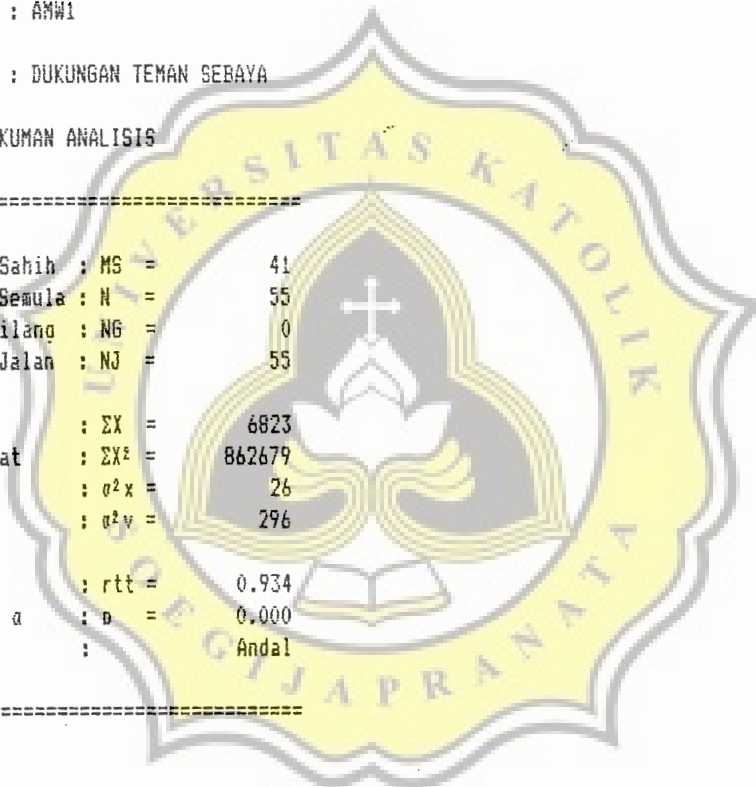 : AMW1
: DUKUNGAN TEMAN SEBAYA
KUMAN ANALISIS
==========================
Sahih : MS = 41
Semula : N = 55
ilang : NG = 0
Jalan : NJ = 55
: ΣX = 6823
at : ΣX² = 862679
: σ²x = 26
: σ²y = 296
: rtt = 0.934
α : p = 0.000
: Andal
==========================
UNIVERSITAS KATOLIK
SOEGIJAPRANATA